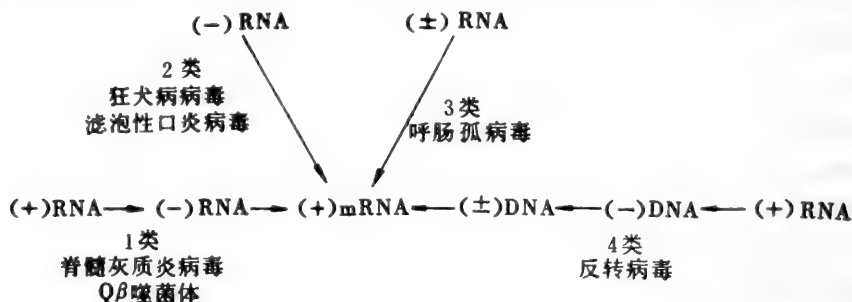 (-)RNA (±)RNA
2类
狂犬病病毒
滤泡性口炎病毒
3类
呼肠孤病毒
(+)RNA→(-)RNA→(+)mRNA←(±)DNA←(-)DNA←(+)RNA
1类
脊髓灰质炎病毒
Qβ噬菌体
4类
反转病毒